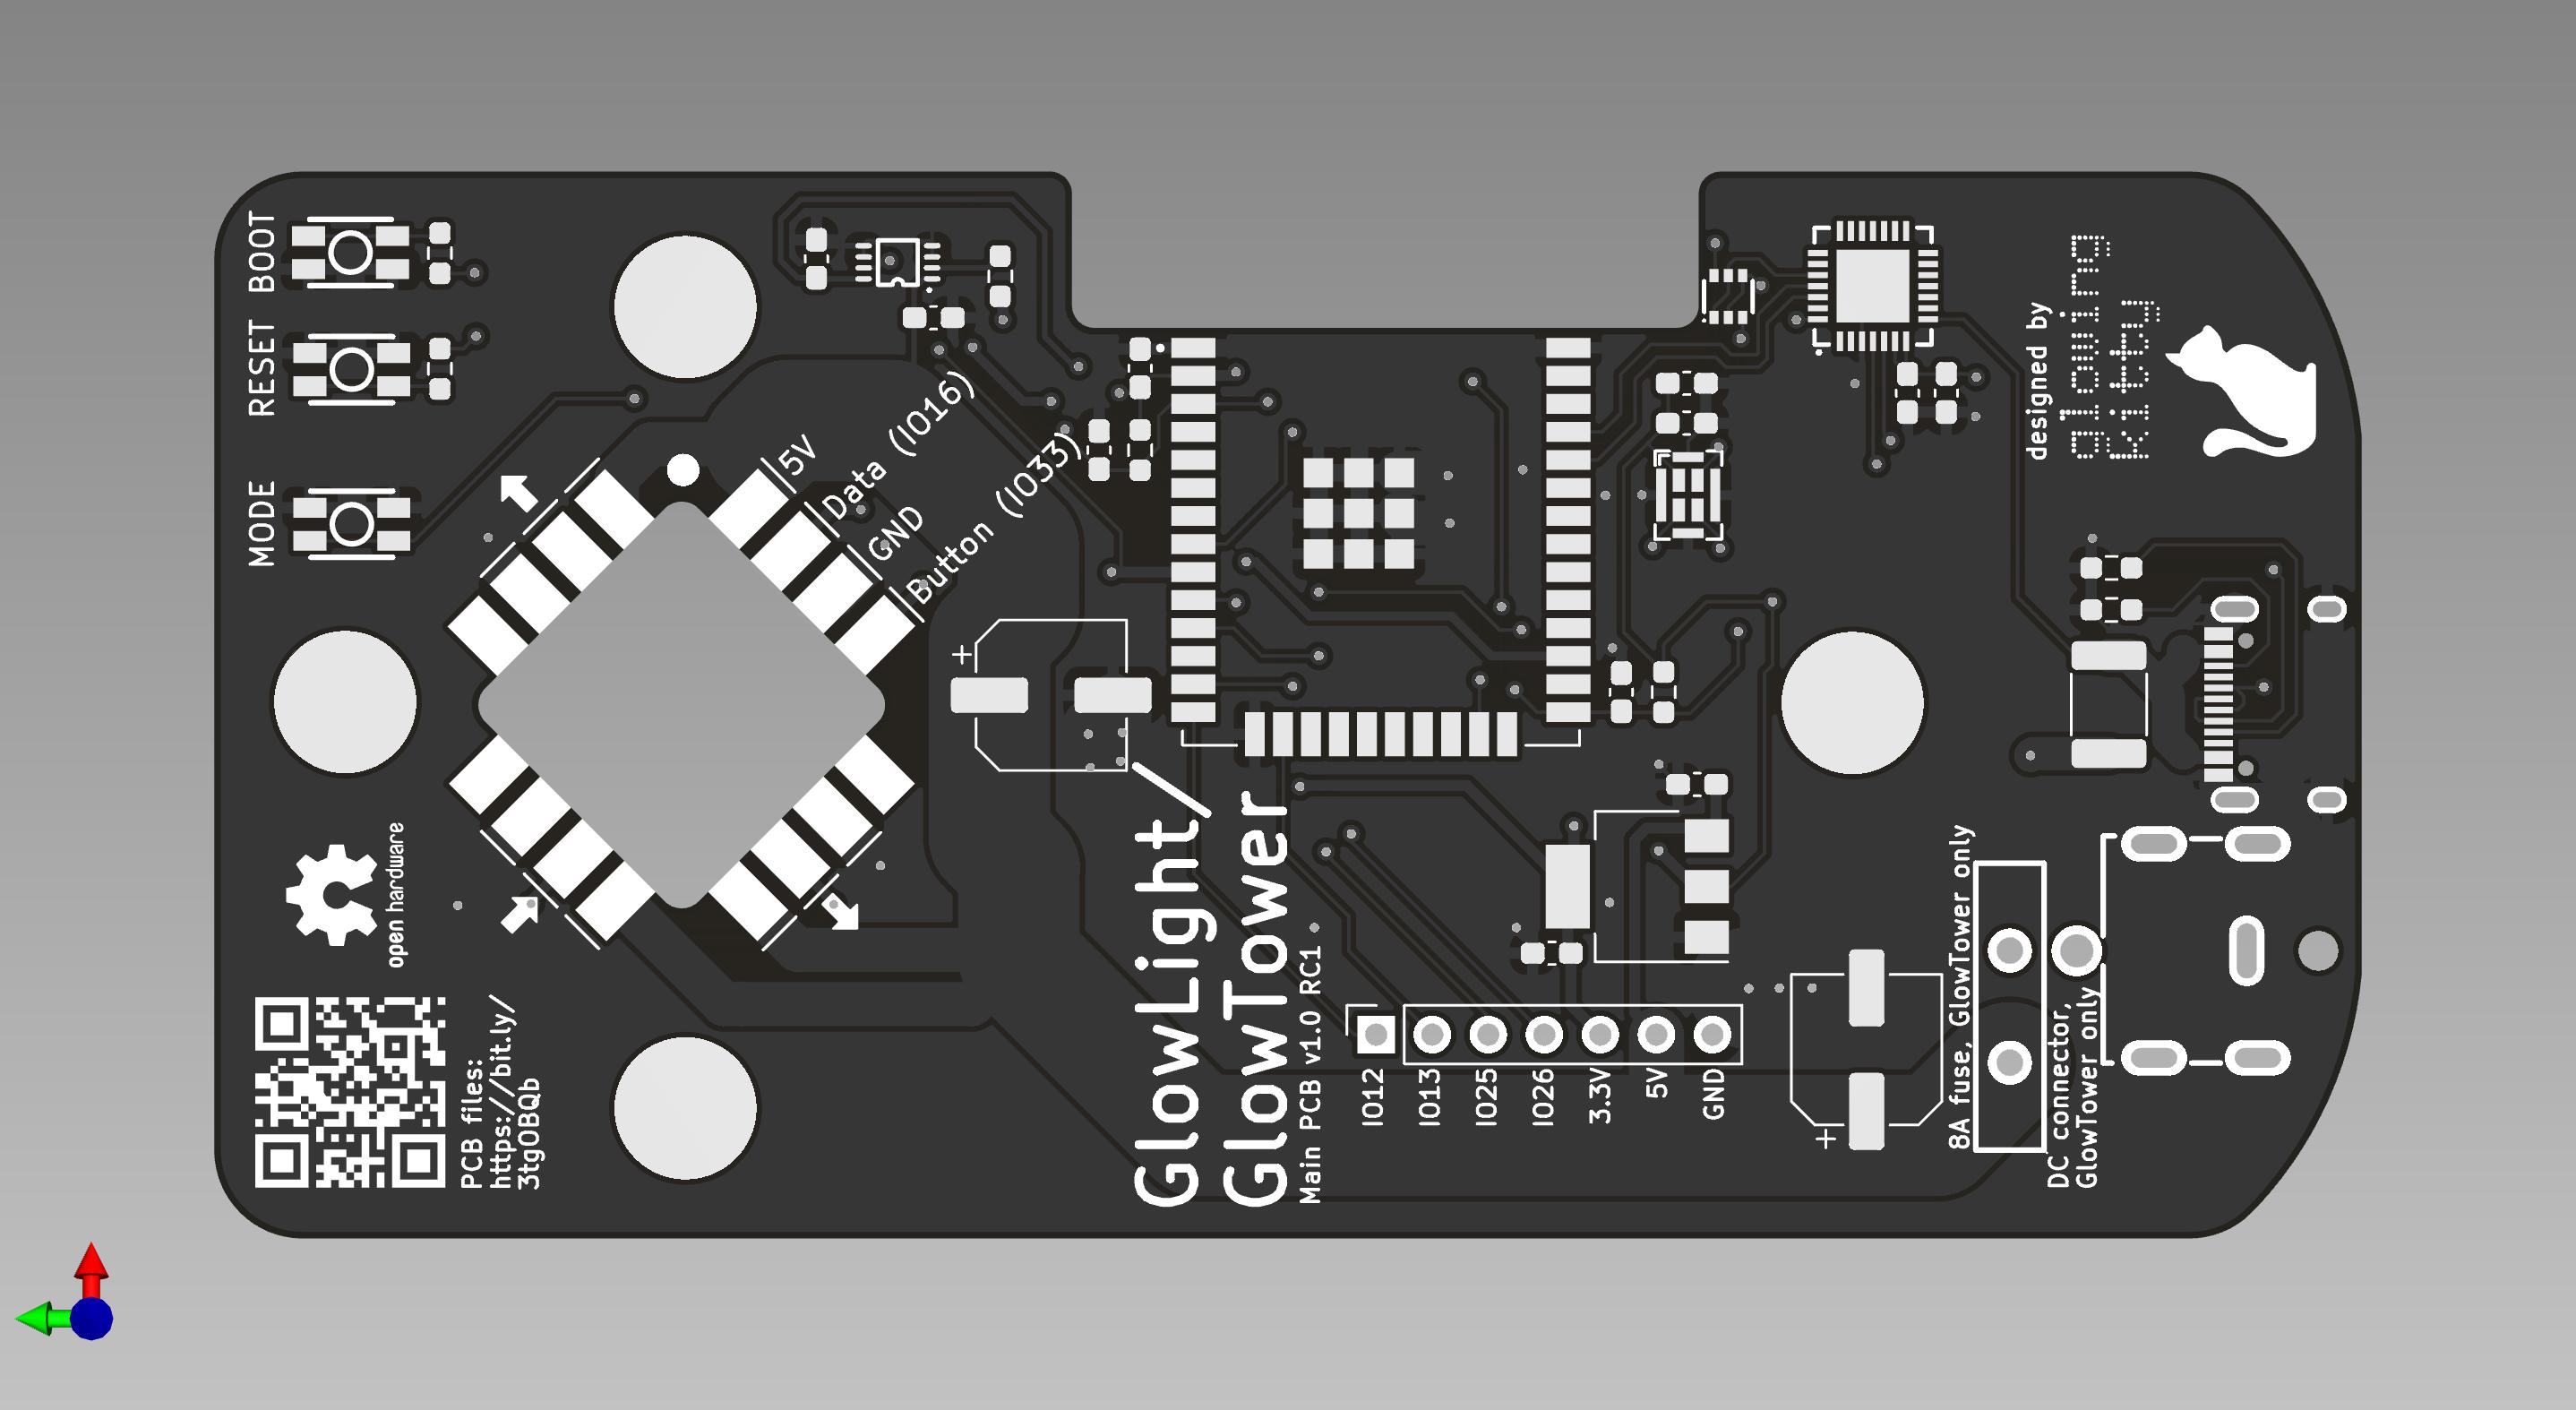 BOOT
RESET
MODE
5V
Data (IO16)
GND
Button (IO33)
designed by
glowing
kitty
open hardware
PCB files:
https://bit.ly/
3tgOBQb
+
GlowLight/
GlowTower
Main PCB v1.0 RC1
IO12
IO13
IO25
IO26
3.3V
5V
GND
+
8A fuse, GlowTower only
DC connector,
GlowTower only